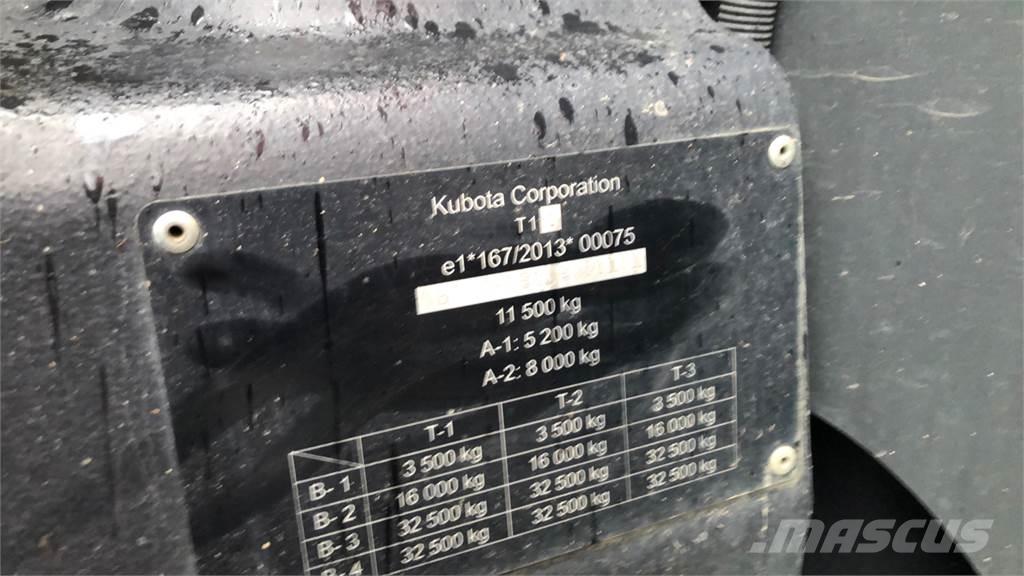 Kubota Corporation
T1
e1*167/2013* 00075
11 500 kg
A-1: 5 200 kg
A-2: 8 000 kg
T-1 T-2 T-3
B- 1 3 500 kg 3 500 kg 3 500 kg
B- 2 16 000 kg 16 000 kg 16 000 kg
B- 3 32 500 kg 32 500 kg 32 500 kg
B- 4 32 500 kg 32 500 kg 32 500 kg
MASCUS